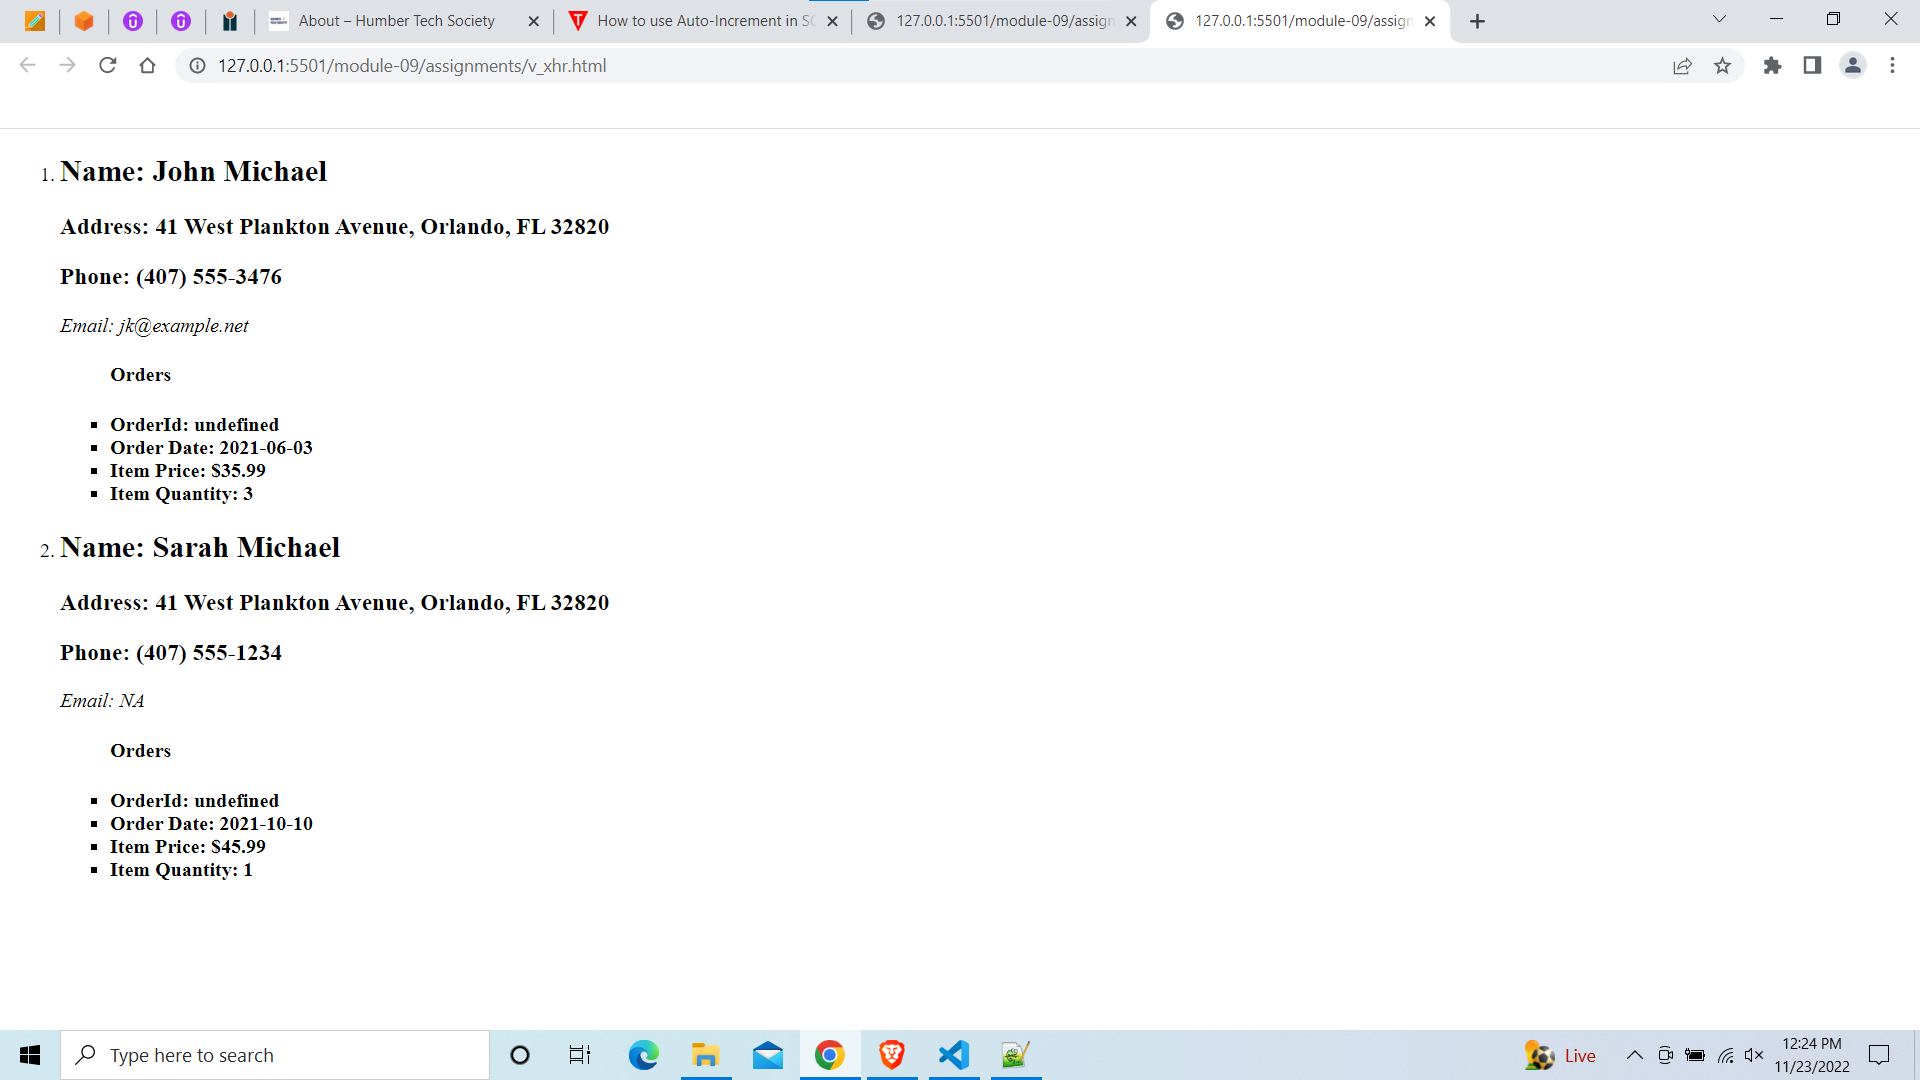 About – Humber Tech Society
How to use Auto-Increment in SQ
127.0.0.1:5501/module-09/assign
127.0.0.1:5501/module-09/assign
127.0.0.1:5501/module-09/assignments/v_xhr.html
1. Name: John Michael
Address: 41 West Plankton Avenue, Orlando, FL 32820
Phone: (407) 555-3476
Email: jk@example.net
Orders
▪ OrderId: undefined
▪ Order Date: 2021-06-03
▪ Item Price: $35.99
▪ Item Quantity: 3
2. Name: Sarah Michael
Address: 41 West Plankton Avenue, Orlando, FL 32820
Phone: (407) 555-1234
Email: NA
Orders
▪ OrderId: undefined
▪ Order Date: 2021-10-10
▪ Item Price: $45.99
▪ Item Quantity: 1
Type here to search
Live
12:24 PM
11/23/2022